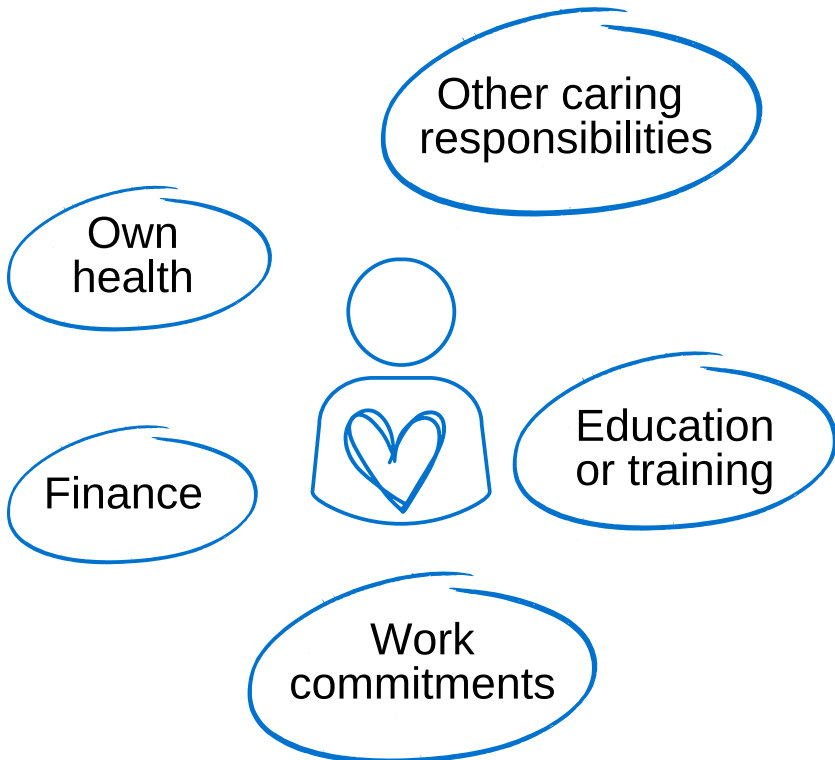 Other caring
responsibilities
Own
health
Education
or training
Finance
Work
commitments